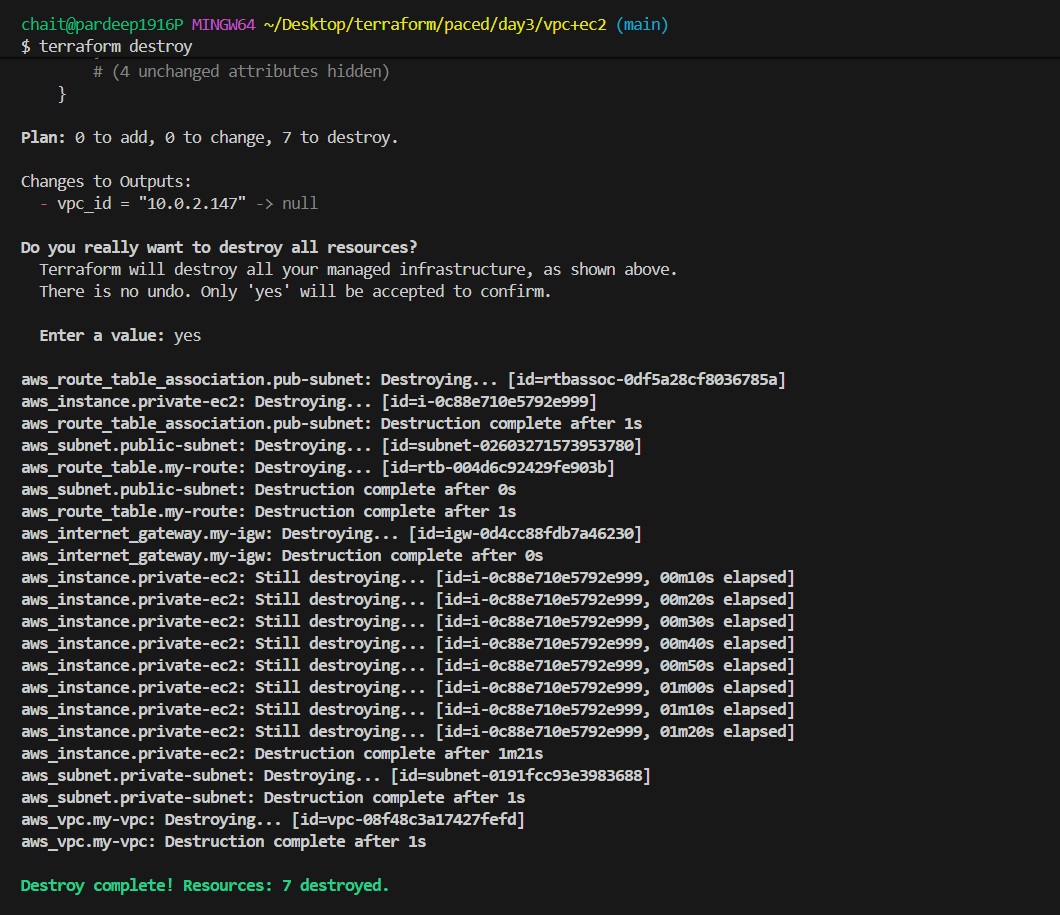 chait@pardeep1916P MINGW64 ~/Desktop/terraform/paced/day3/vpc+ec2 (main)
$ terraform destroy
# (4 unchanged attributes hidden)
}
Plan: 0 to add, 0 to change, 7 to destroy.
Changes to Outputs:
- vpc_id = "10.0.2.147" -> null
Do you really want to destroy all resources?
Terraform will destroy all your managed infrastructure, as shown above.
There is no undo. Only 'yes' will be accepted to confirm.
Enter a value: yes
aws_route_table_association.pub-subnet: Destroying... [id=rtbassoc-0df5a28cf8036785a]
aws_instance.private-ec2: Destroying... [id=i-0c88e710e5792e999]
aws_route_table_association.pub-subnet: Destruction complete after 1s
aws_subnet.public-subnet: Destroying... [id=subnet-02603271573953780]
aws_route_table.my-route: Destroying... [id=rtb-004d6c92429fe903b]
aws_subnet.public-subnet: Destruction complete after 0s
aws_route_table.my-route: Destruction complete after 1s
aws_internet_gateway.my-igw: Destroying... [id=igw-0d4cc88fdb7a46230]
aws_internet_gateway.my-igw: Destruction complete after 0s
aws_instance.private-ec2: Still destroying... [id=i-0c88e710e5792e999, 00m10s elapsed]
aws_instance.private-ec2: Still destroying... [id=i-0c88e710e5792e999, 00m20s elapsed]
aws_instance.private-ec2: Still destroying... [id=i-0c88e710e5792e999, 00m30s elapsed]
aws_instance.private-ec2: Still destroying... [id=i-0c88e710e5792e999, 00m40s elapsed]
aws_instance.private-ec2: Still destroying... [id=i-0c88e710e5792e999, 00m50s elapsed]
aws_instance.private-ec2: Still destroying... [id=i-0c88e710e5792e999, 01m00s elapsed]
aws_instance.private-ec2: Still destroying... [id=i-0c88e710e5792e999, 01m10s elapsed]
aws_instance.private-ec2: Still destroying... [id=i-0c88e710e5792e999, 01m20s elapsed]
aws_instance.private-ec2: Destruction complete after 1m21s
aws_subnet.private-subnet: Destroying... [id=subnet-0191fcc93e3983688]
aws_subnet.private-subnet: Destruction complete after 1s
aws_vpc.my-vpc: Destroying... [id=vpc-08f48c3a17427fefd]
aws_vpc.my-vpc: Destruction complete after 1s
Destroy complete! Resources: 7 destroyed.